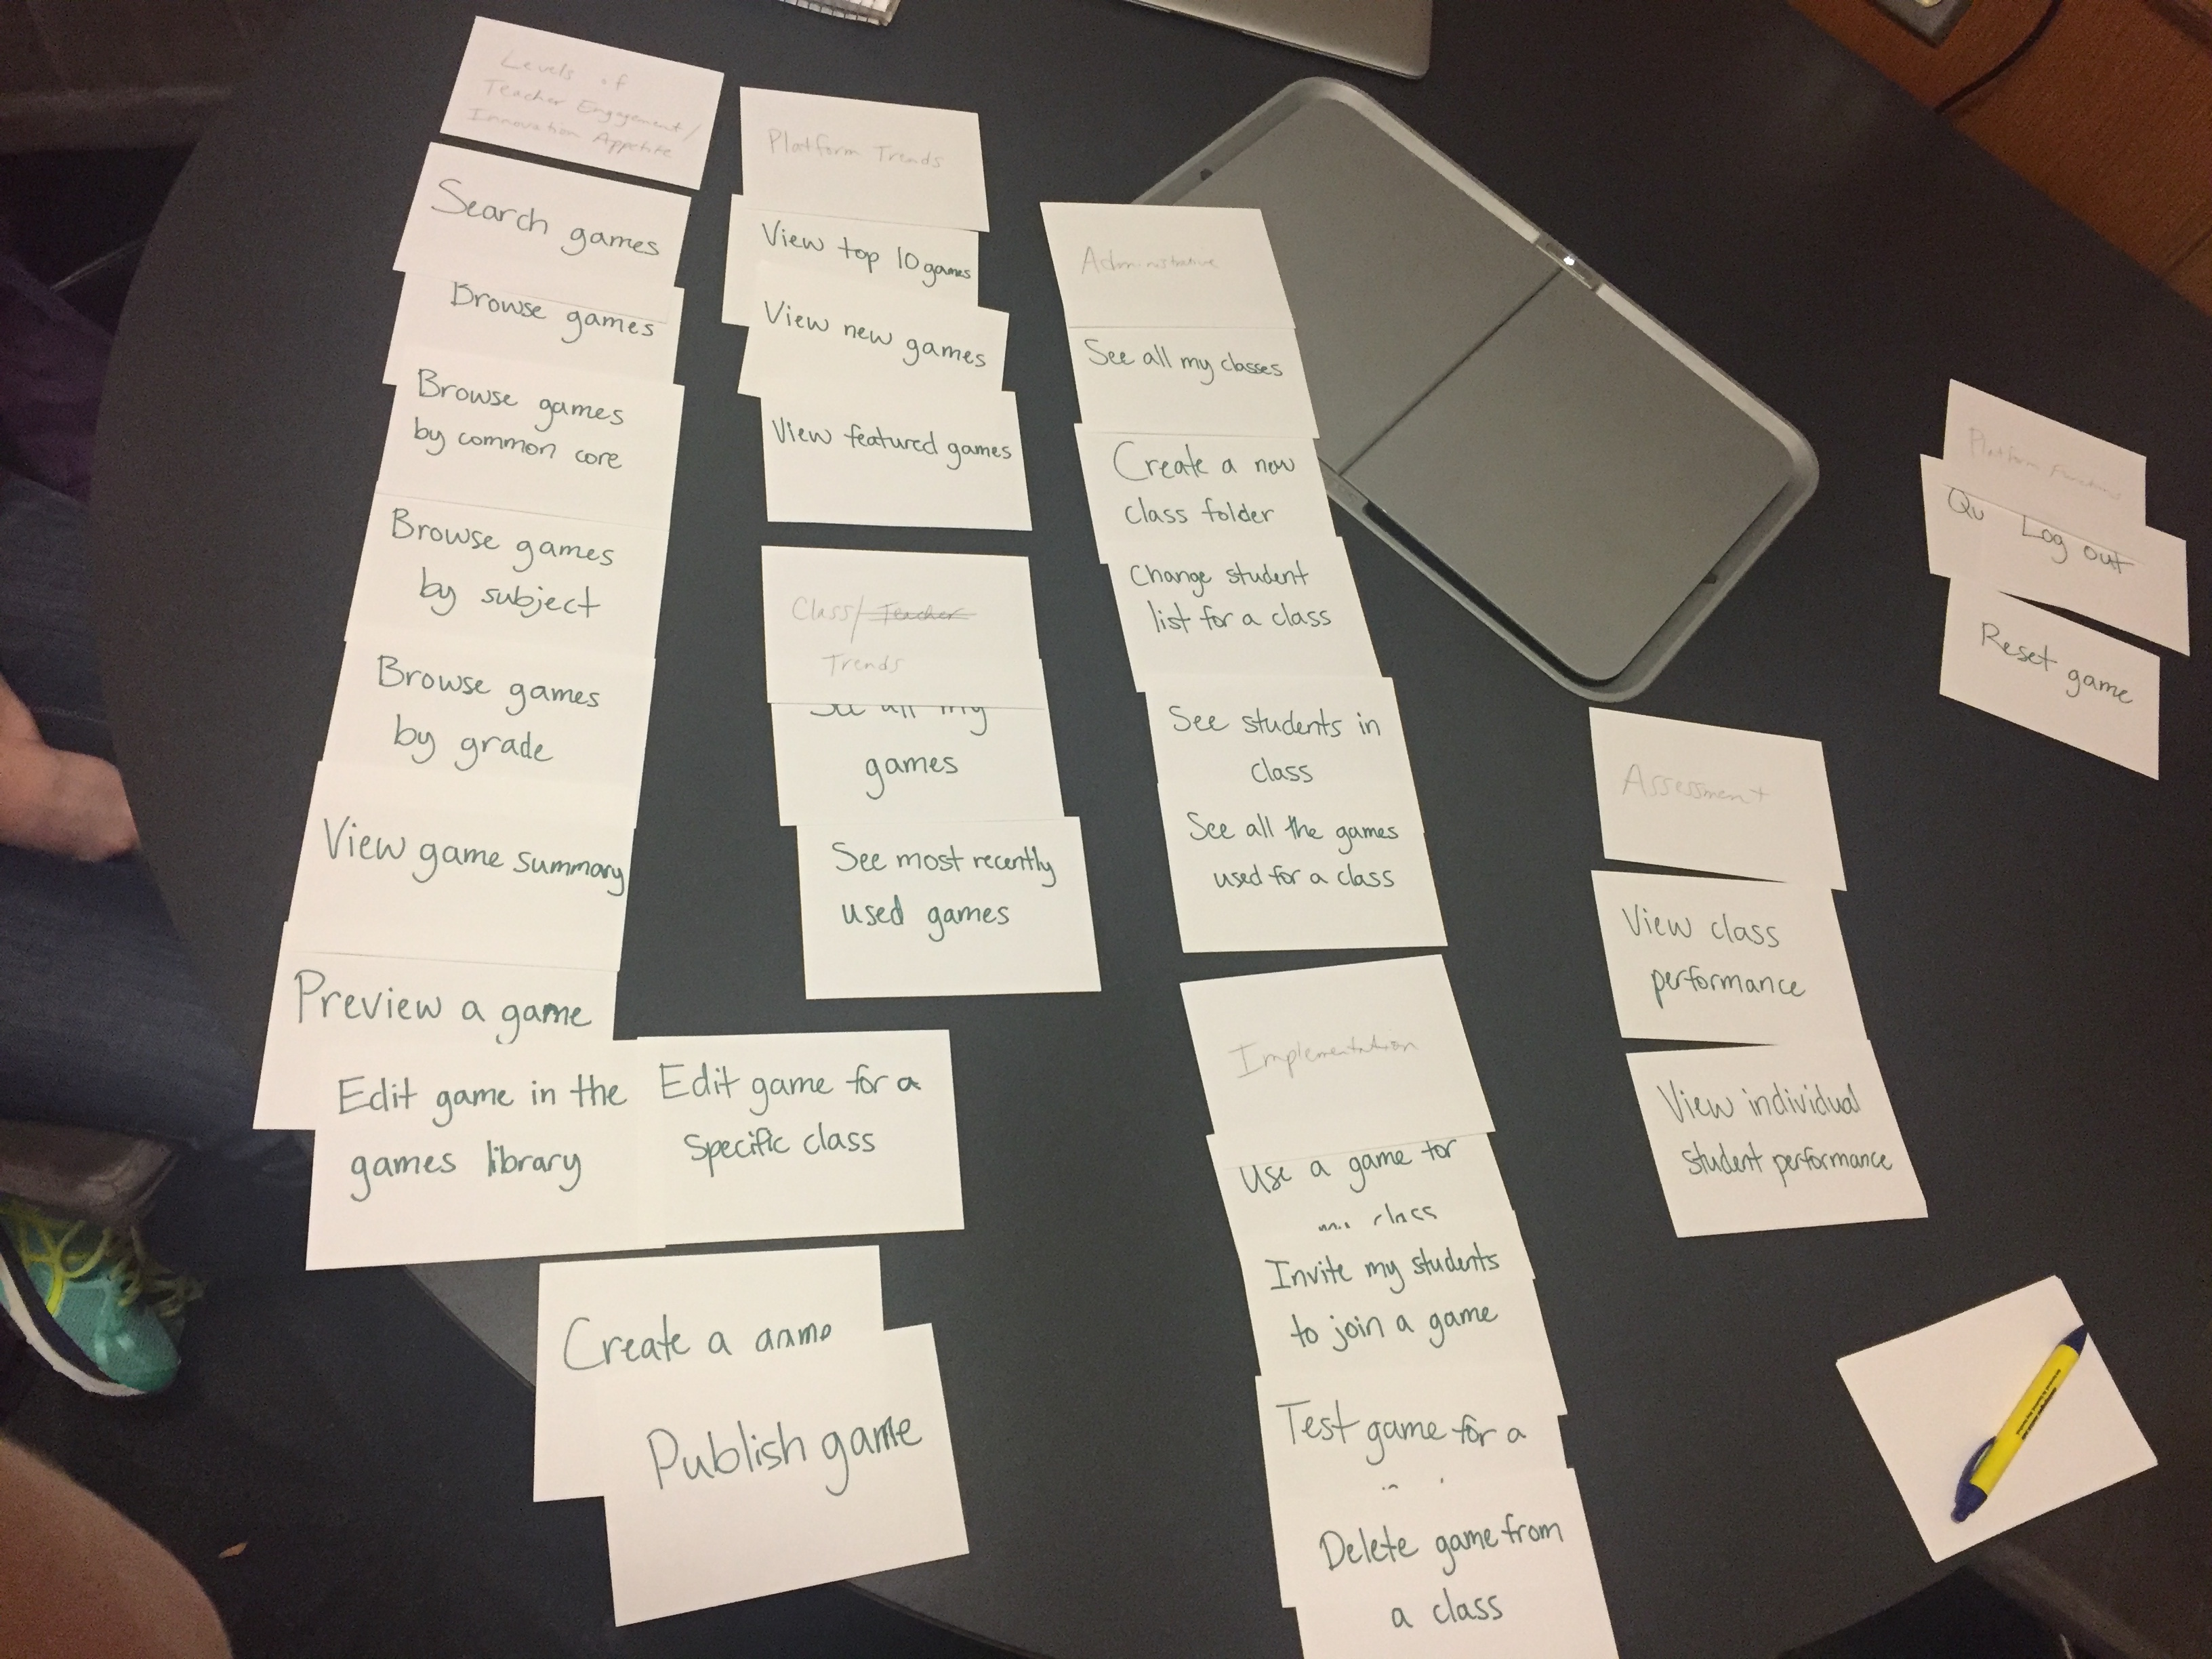 Levels of
Teacher Engagement/
Innovation Appetite
Search games
Browse games
Browse games
by common core
Browse games
by subject
Browse games
by grade
View game summary
Preview a game
Edit game in the
games library
Edit game for a
specific class
Create a game
Publish game
Platform Trends
View top 10 games
View new games
View featured games
Class/Teacher
Trends
See all my
games
See most recently
used games
Administrative
See all my classes
Create a new
class folder
Change student
list for a class
See students in
class
See all the games
used for a class
Implementation
Use a game for
my class
Invite my students
to join a game
Test game for a
Delete game from
a class
Assessment
View class
performance
View individual
student performance
Platform Functions
Qu
Log out
Reset game